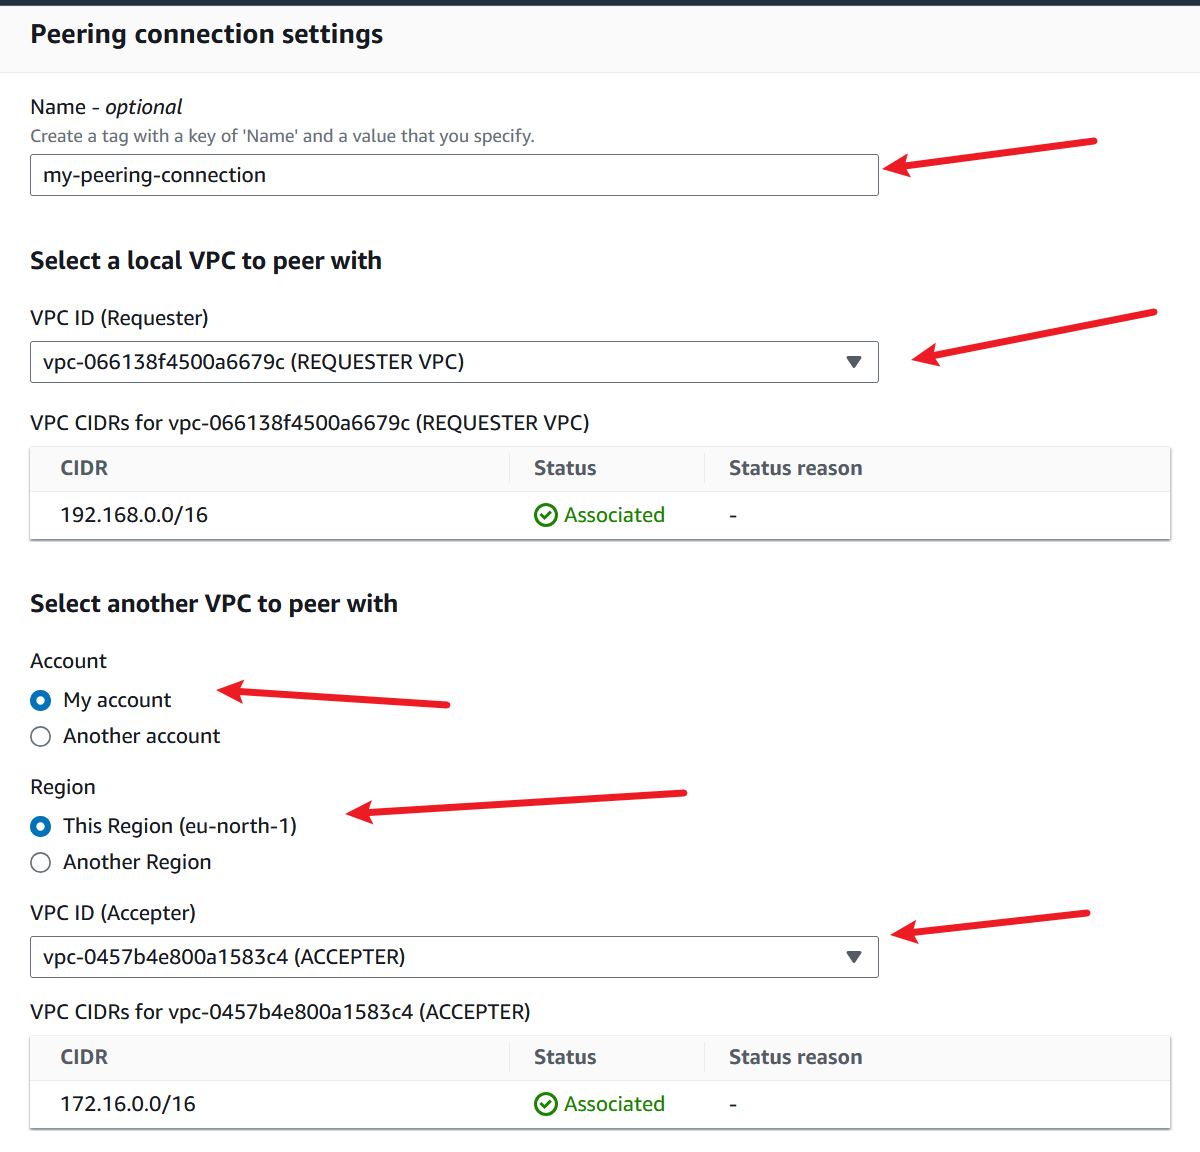 Peering connection settings
Name - optional
Create a tag with a key of 'Name' and a value that you specify.
my-peering-connection
Select a local VPC to peer with
VPC ID (Requester)
vpc-066138f4500a6679c (REQUESTER VPC)
VPC CIDRs for vpc-066138f4500a6679c (REQUESTER VPC)
CIDR Status Status reason
192.168.0.0/16 Associated -
Select another VPC to peer with
Account
My account
Another account
Region
This Region (eu-north-1)
Another Region
VPC ID (Accepter)
vpc-0457b4e800a1583c4 (ACCEPTER)
VPC CIDRs for vpc-0457b4e800a1583c4 (ACCEPTER)
CIDR Status Status reason
172.16.0.0/16 Associated -